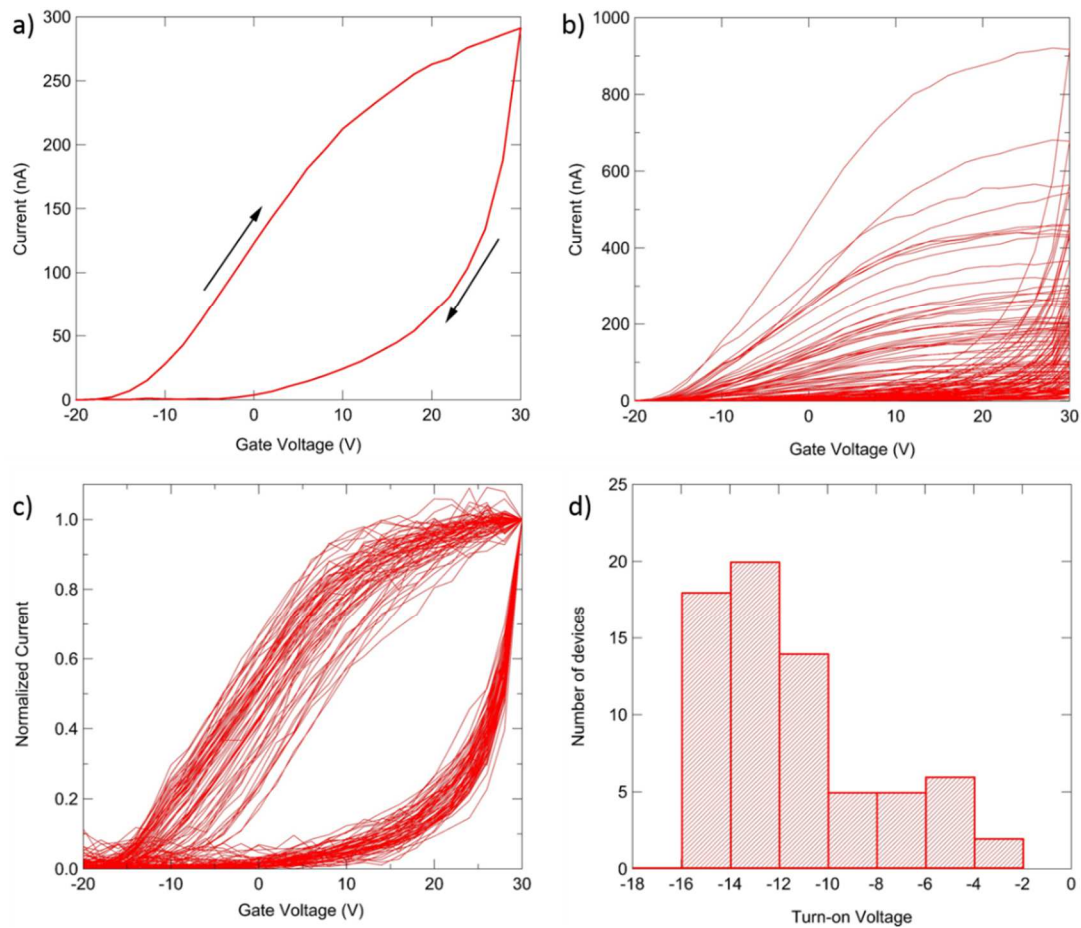 a)
300
250
200
150
100
50
0
Current (nA)
-20 -10 0 10 20 30
Gate Voltage (V)
b)
1000
800
600
400
200
0
Current (nA)
-20 -10 0 10 20 30
Gate Voltage (V)
c)
1.0
0.8
0.6
0.4
0.2
0.0
Normalized Current
-20 -10 0 10 20 30
Gate Voltage (V)
d)
25
20
15
10
5
0
Number of devices
-18 -16 -14 -12 -10 -8 -6 -4 -2 0
Turn-on Voltage